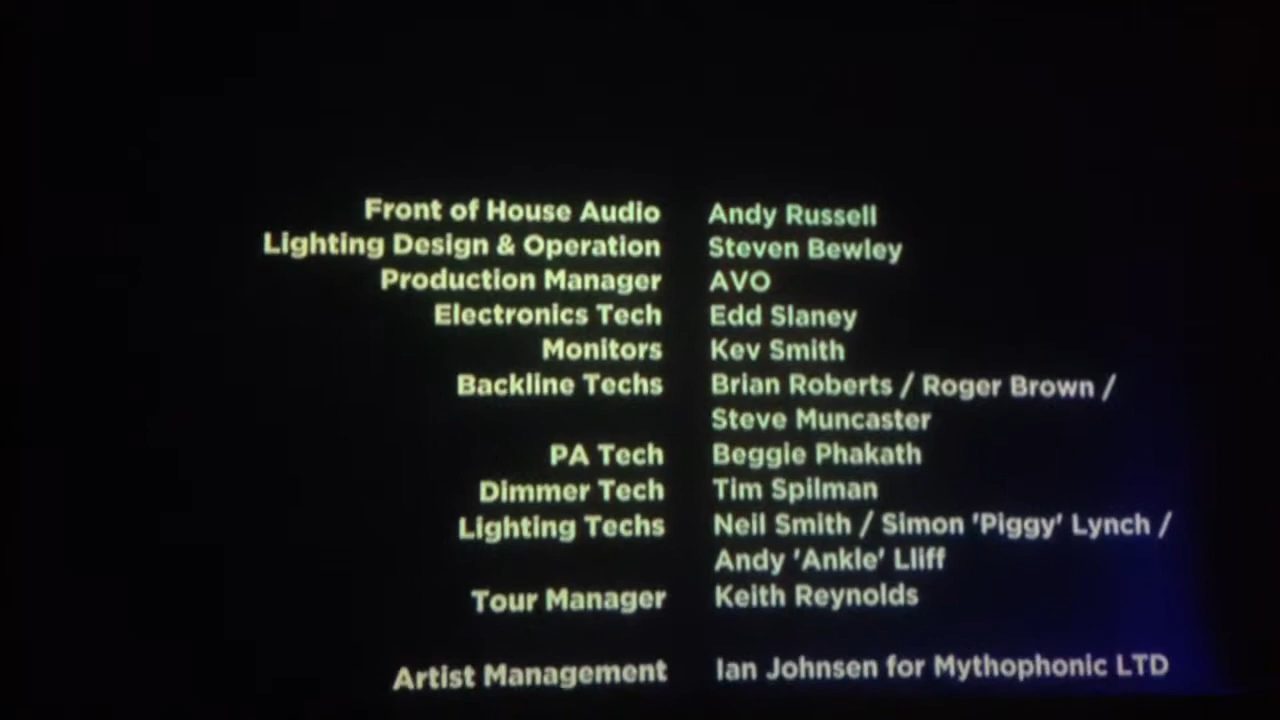 Front of House Audio Andy Russell
Lighting Design & Operation Steven Bewley
Production Manager AVO
Electronics Tech Edd Slaney
Monitors Kev Smith
Backline Techs Brian Roberts / Roger Brown /
Steve Muncaster
PA Tech Beggie Phakath
Dimmer Tech Tim Spilman
Lighting Techs Neil Smith / Simon 'Piggy' Lynch /
Andy 'Ankle' Lliff
Tour Manager Keith Reynolds
Artist Management Ian Johnsen for Mythophonic LTD